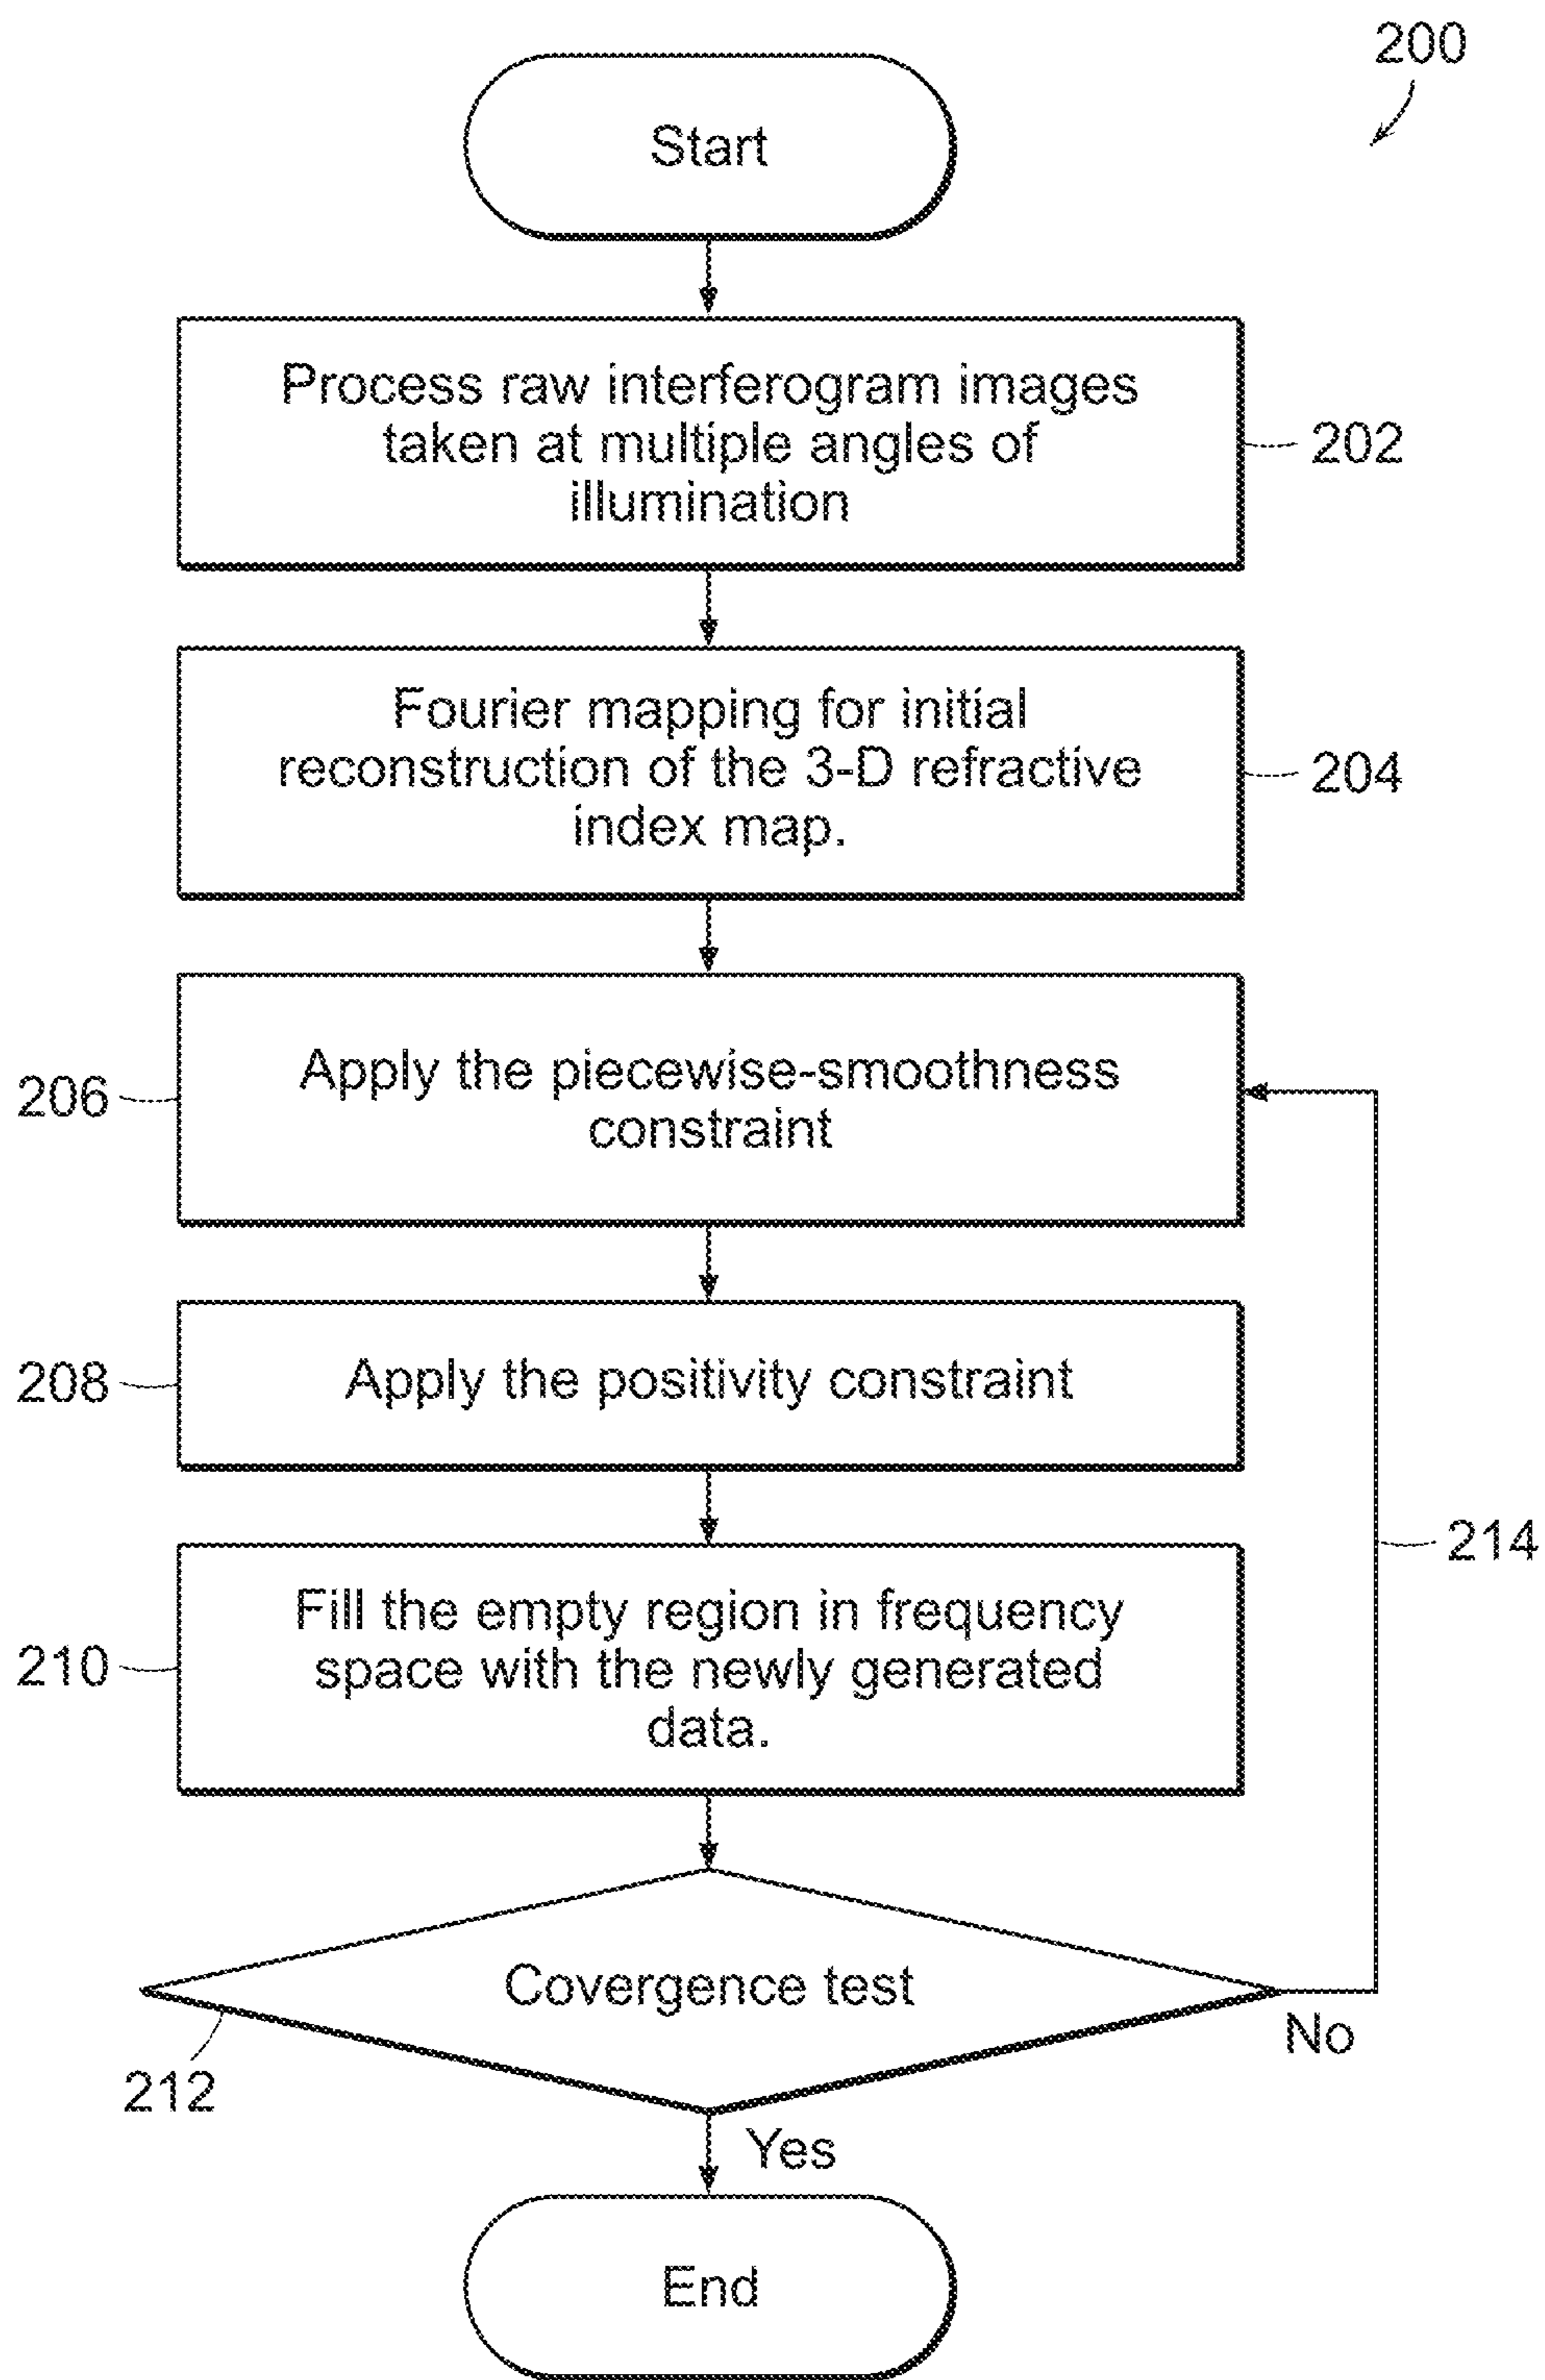 200
Start
Process raw interferogram images
taken at multiple angles of
illumination
202
Fourier mapping for initial
reconstruction of the 3-D refractive
index map.
204
Apply the piecewise-smoothness
constraint
206
Apply the positivity constraint
208
214
Fill the empty region in frequency
space with the newly generated
data.
210
Covergence test
No
212
Yes
End